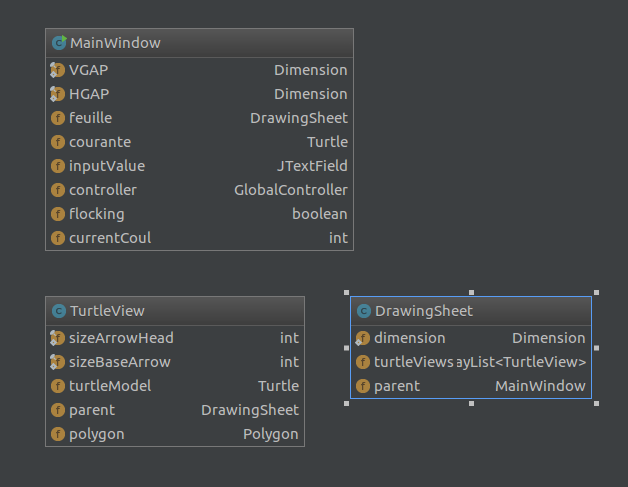 MainWindow
VGAP Dimension
HGAP Dimension
feuille DrawingSheet
courante Turtle
inputValue JTextField
controller GlobalController
flocking boolean
currentCoul int
TurtleView
sizeArrowHead int
sizeBaseArrow int
turtleModel Turtle
parent DrawingSheet
polygon Polygon
DrawingSheet
dimension Dimension
turtleViews ayList<TurtleView>
parent MainWindow